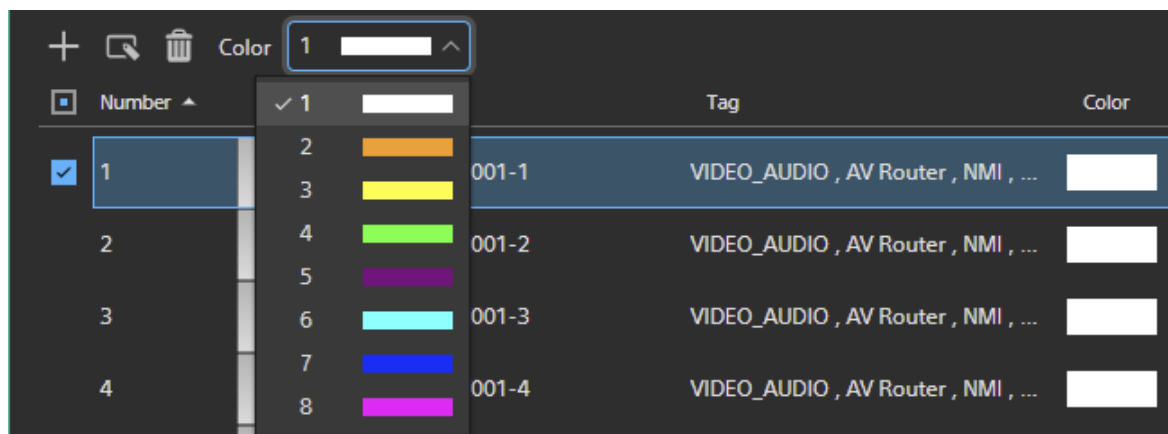 Color 1
Number Tag Color
1
2
3
4
5
6
7
8
1 001-1 VIDEO_AUDIO , AV Router , NMI , ...
2 001-2 VIDEO_AUDIO , AV Router , NMI , ...
3 001-3 VIDEO_AUDIO , AV Router , NMI , ...
4 001-4 VIDEO_AUDIO , AV Router , NMI , ...